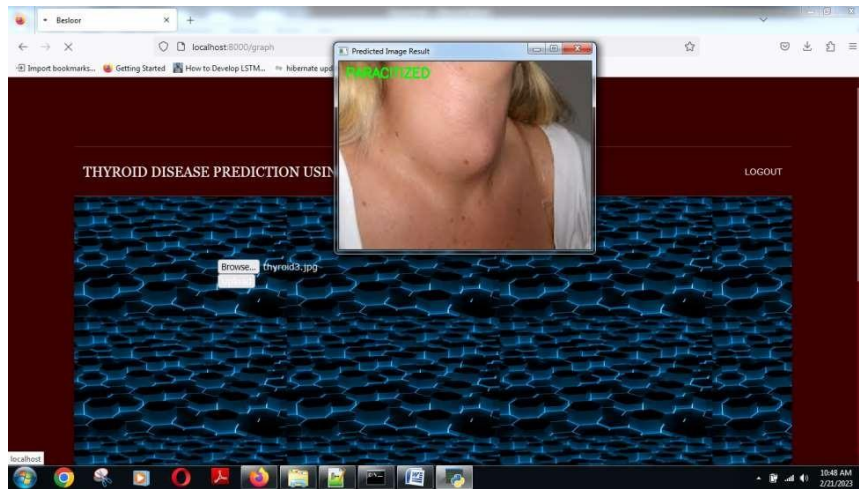 Besloor
localhost:8000/graph
Import bookmarks... Getting Started How to Develop LSTM... hibernate upd
Predicted Image Result
PARACITIZED
THYROID DISEASE PREDICTION USIN
LOGOUT
Browse... thyroid3.jpg
localhost
10:48 AM
2/21/2023